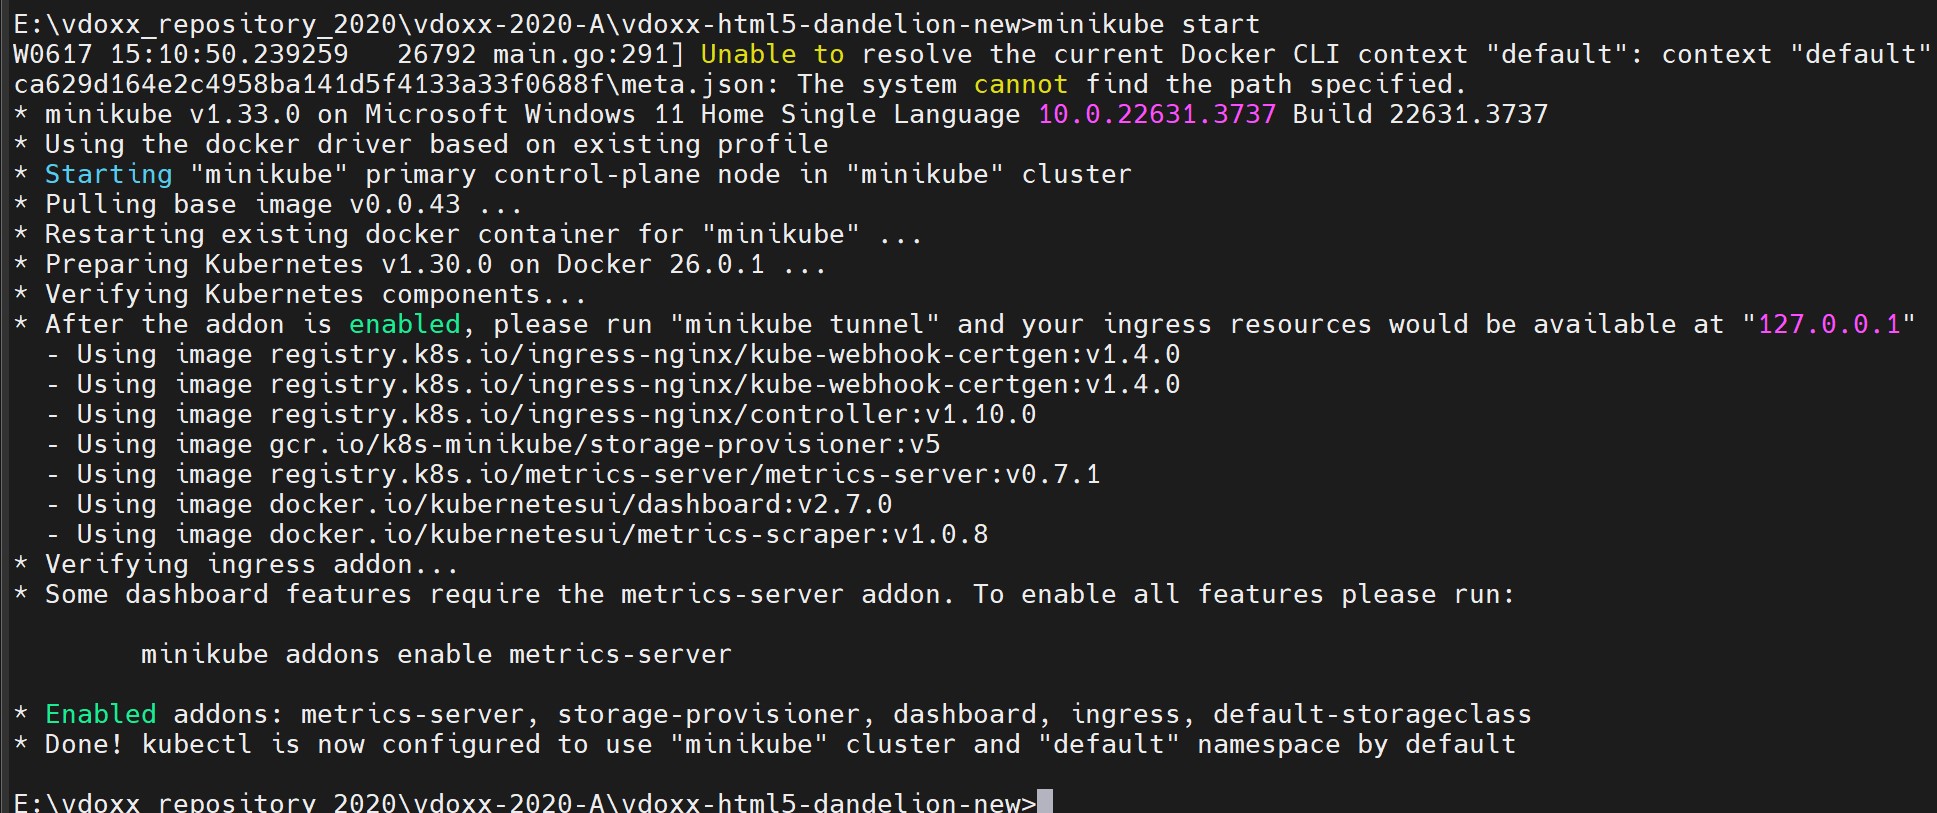 E:\vdoxx_repository_2020\vdoxx-2020-A\vdoxx-html5-dandelion-new>minikube start
W0617 15:10:50.239259   26792 main.go:291] Unable to resolve the current Docker CLI context "default": context "default"
ca629d164e2c4958ba141d5f4133a33f0688f\meta.json: The system cannot find the path specified.
* minikube v1.33.0 on Microsoft Windows 11 Home Single Language 10.0.22631.3737 Build 22631.3737
* Using the docker driver based on existing profile
* Starting "minikube" primary control-plane node in "minikube" cluster
* Pulling base image v0.0.43 ...
* Restarting existing docker container for "minikube" ...
* Preparing Kubernetes v1.30.0 on Docker 26.0.1 ...
* Verifying Kubernetes components...
* After the addon is enabled, please run "minikube tunnel" and your ingress resources would be available at "127.0.0.1"
  - Using image registry.k8s.io/ingress-nginx/kube-webhook-certgen:v1.4.0
  - Using image registry.k8s.io/ingress-nginx/kube-webhook-certgen:v1.4.0
  - Using image registry.k8s.io/ingress-nginx/controller:v1.10.0
  - Using image gcr.io/k8s-minikube/storage-provisioner:v5
  - Using image registry.k8s.io/metrics-server/metrics-server:v0.7.1
  - Using image docker.io/kubernetesui/dashboard:v2.7.0
  - Using image docker.io/kubernetesui/metrics-scraper:v1.0.8
* Verifying ingress addon...
* Some dashboard features require the metrics-server addon. To enable all features please run:
        minikube addons enable metrics-server
* Enabled addons: metrics-server, storage-provisioner, dashboard, ingress, default-storageclass
* Done! kubectl is now configured to use "minikube" cluster and "default" namespace by default
E:\vdoxx_repository_2020\vdoxx-2020-A\vdoxx-html5-dandelion-new>